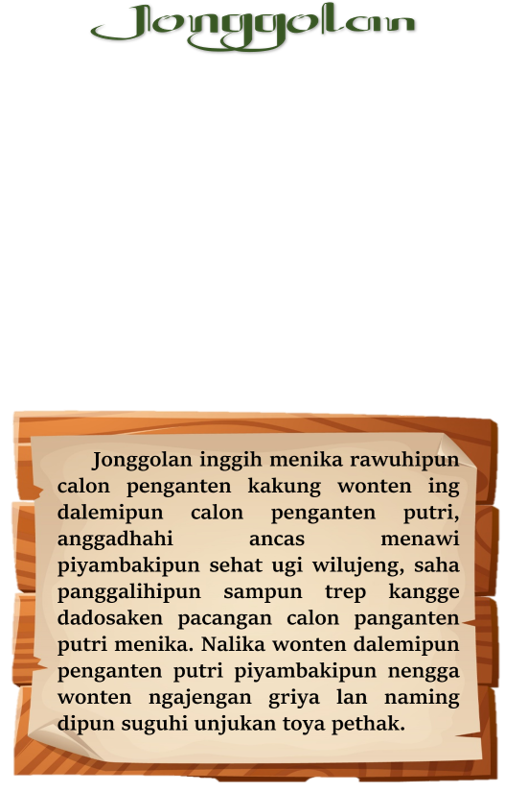 Jonggolan
Jonggolan inggih menika rawuhipun
calon penganten kakung wonten ing
dalemipun calon penganten putri,
anggadhahi ancas menawi
piyambakipun sehat ugi wilujeng, saha
panggalihipun sampun trep kangge
dadosaken pacangan calon panganten
putri menika. Nalika wonten dalemipun
penganten putri piyambakipun nengga
wonten ngajengan griya lan naming
dipun suguhi unjukan toya pethak.